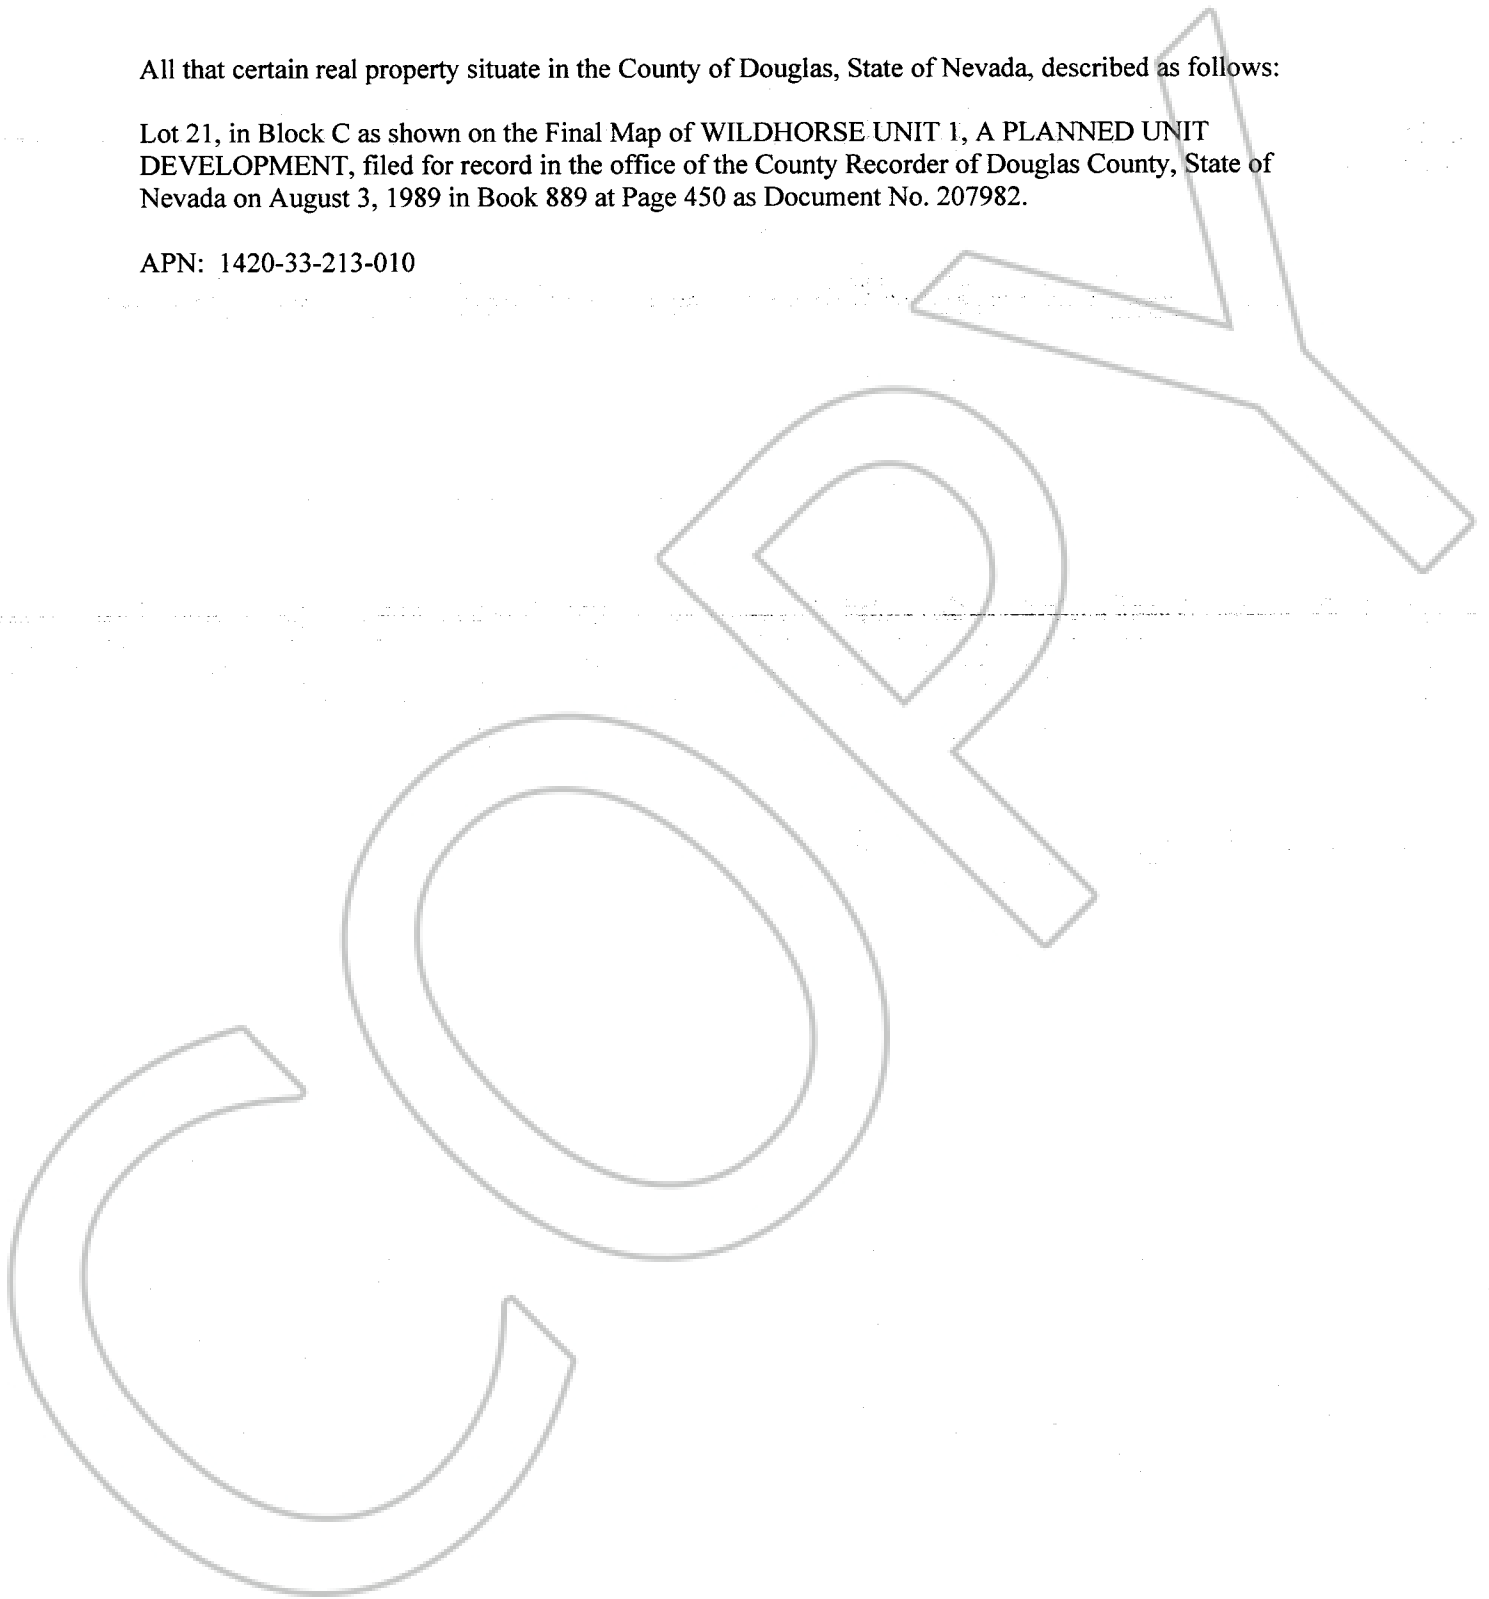 All that certain real property situate in the County of Douglas, State of Nevada, described as follows:
Lot 21, in Block C as shown on the Final Map of WILDHORSE UNIT 1, A PLANNED UNIT
DEVELOPMENT, filed for record in the office of the County Recorder of Douglas County, State of
Nevada on August 3, 1989 in Book 889 at Page 450 as Document No. 207982.
APN: 1420-33-213-010
COPY